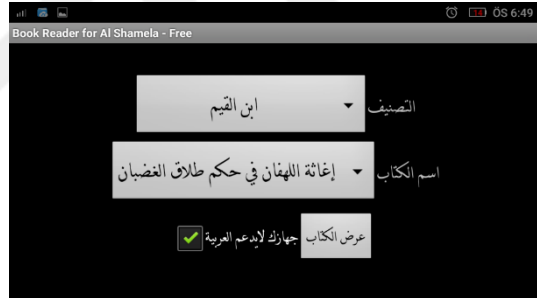 14 ÖS 6:49
Book Reader for Al Shamela - Free
التصنيف ابن القيم
اسم الكتاب إغاثة اللهفان في حكم طلاق الغضبان
عرض الكتاب جهازك لايدعم العربية